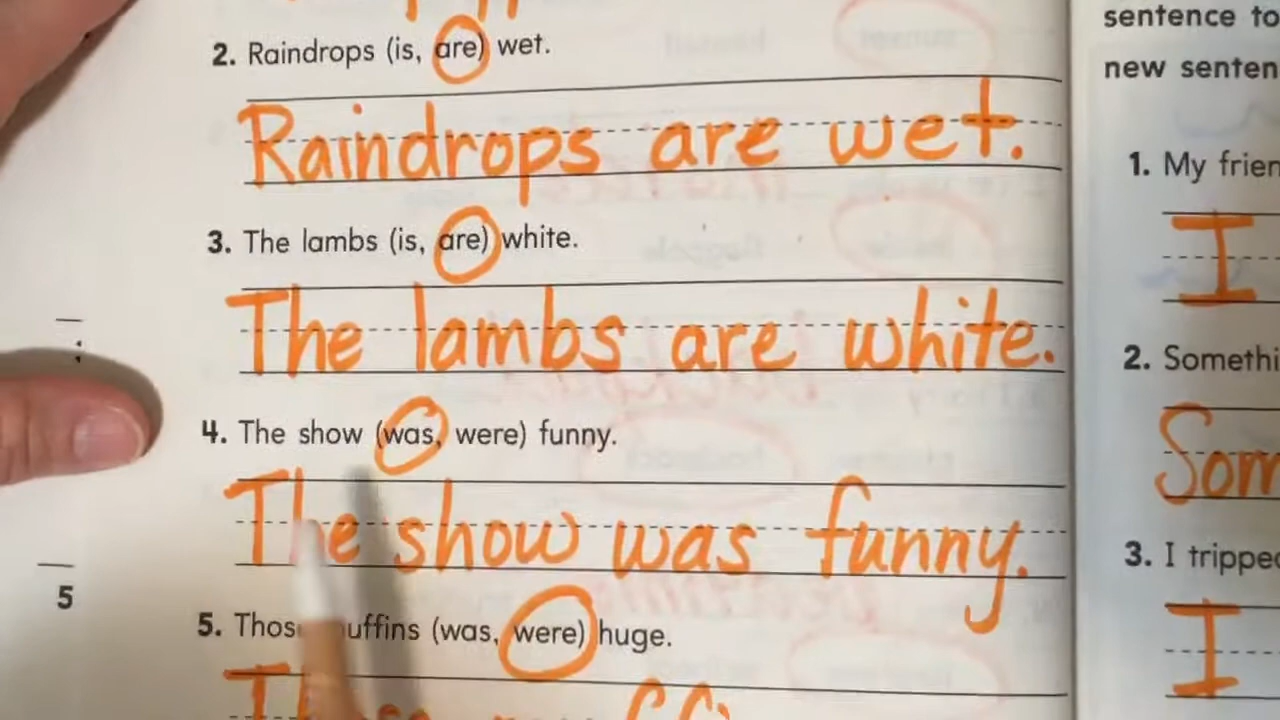 2. Raindrops (is, are) wet.
Raindrops are wet.
3. The lambs (is, are) white.
The lambs are white.
4. The show (was, were) funny.
The show was funny.
5. (was, were) huge.
5
sentence to
new senten
1. My frien
I
2. Somethi
Som
3. I tripped
I